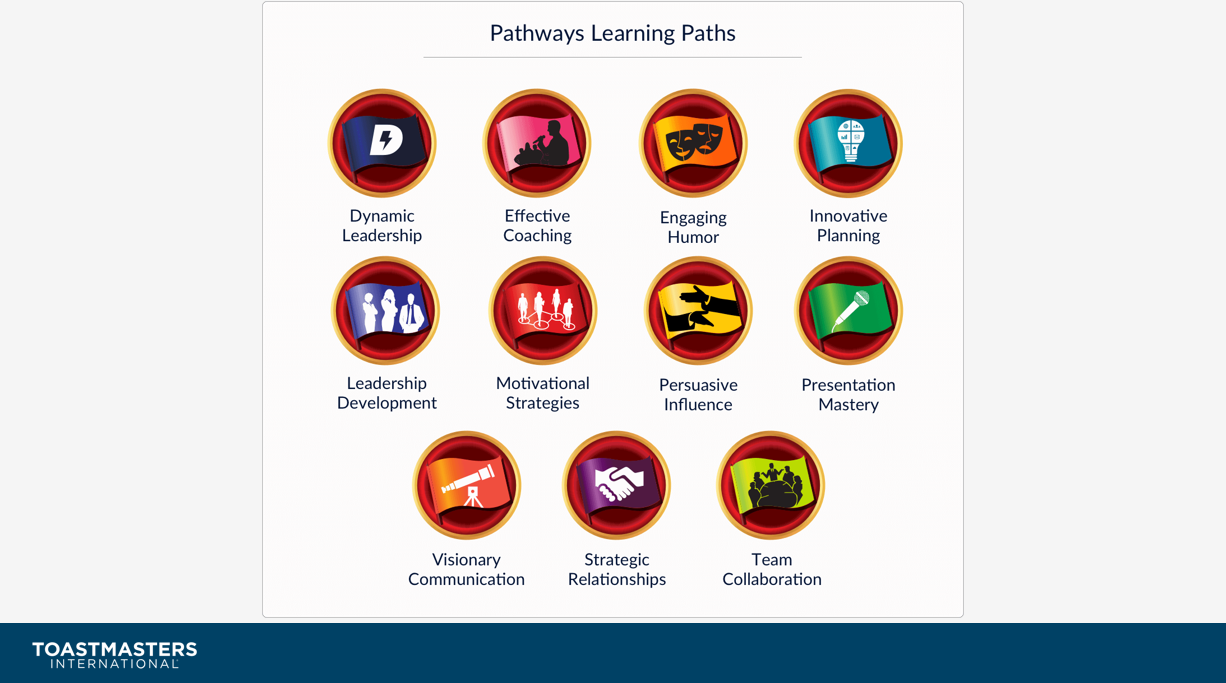 Pathways Learning Paths
D
Dynamic
Leadership
Effective
Coaching
Engaging
Humor
Innovative
Planning
Leadership
Development
Motivational
Strategies
Persuasive
Influence
Presentation
Mastery
Visionary
Communication
Strategic
Relationships
Team
Collaboration
TOASTMASTERS
INTERNATIONAL